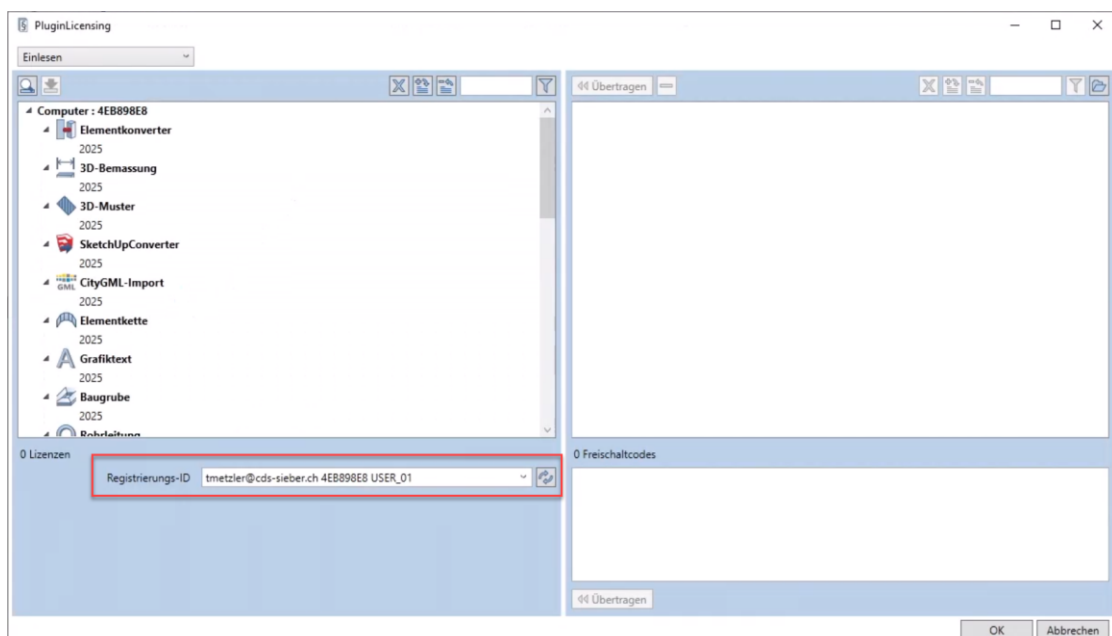 PluginLicensing
Einlesen
Übertragen
Computer : 4EB898E8
Elementkonverter
2025
3D-Bemassung
2025
3D-Muster
2025
SketchUpConverter
2025
GML CityGML-Import
2025
Elementkette
2025
Grafiktext
2025
Baugrube
2025
Rohrleitung
0 Lizenzen
0 Freischaltcodes
Registrierungs-ID tmetzler@cds-sieber.ch 4EB898E8 USER_01
Übertragen
OK Abbrechen